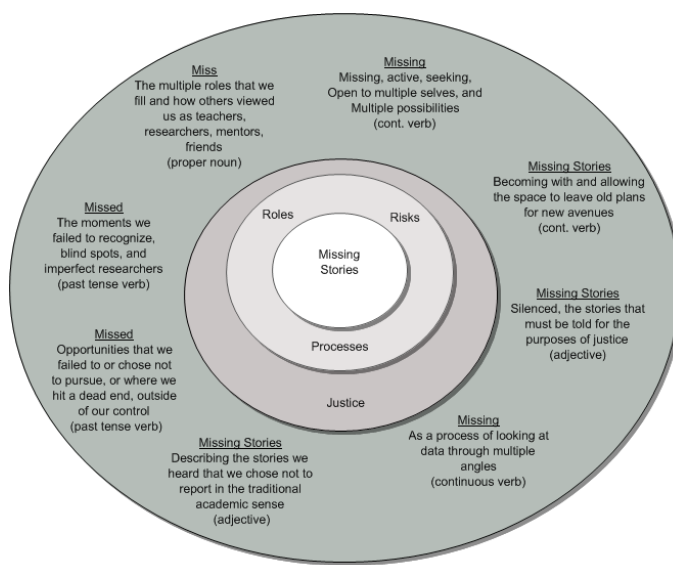 Miss
The multiple roles that we
fill and how others viewed
us as teachers,
researchers, mentors,
friends
(proper noun)
Missing
Missing, active, seeking,
Open to multiple selves, and
Multiple possibilities
(cont. verb)
Missing Stories
Becoming with and allowing
the space to leave old plans
for new avenues
(cont. verb)
Missed
The moments we
failed to recognize,
blind spots, and
imperfect researchers
(past tense verb)
Roles
Risks
Missing
Stories
Processes
Justice
Missing Stories
Silenced, the stories that
must be told for the
purposes of justice
(adjective)
Missed
Opportunities that we
failed to or chose not
to pursue, or where we
hit a dead end, outside
of our control
(past tense verb)
Missing
As a process of looking at
data through multiple
angles
(continuous verb)
Missing Stories
Describing the stories we
heard that we chose not to
report in the traditional
academic sense
(adjective)